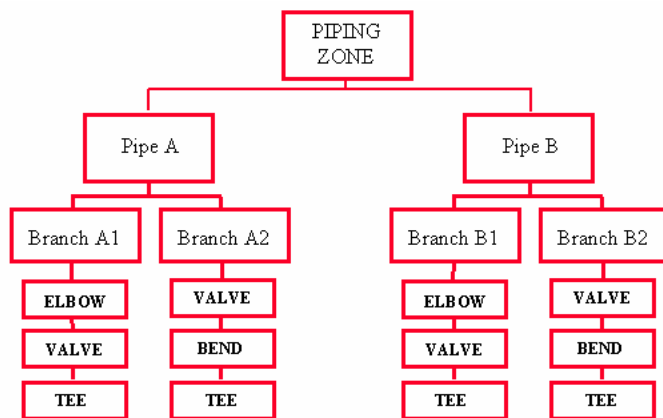 PIPING
ZONE
Pipe A
Pipe B
Branch A1
Branch A2
Branch B1
Branch B2
ELBOW
VALVE
ELBOW
VALVE
VALVE
BEND
VALVE
BEND
TEE
TEE
TEE
TEE